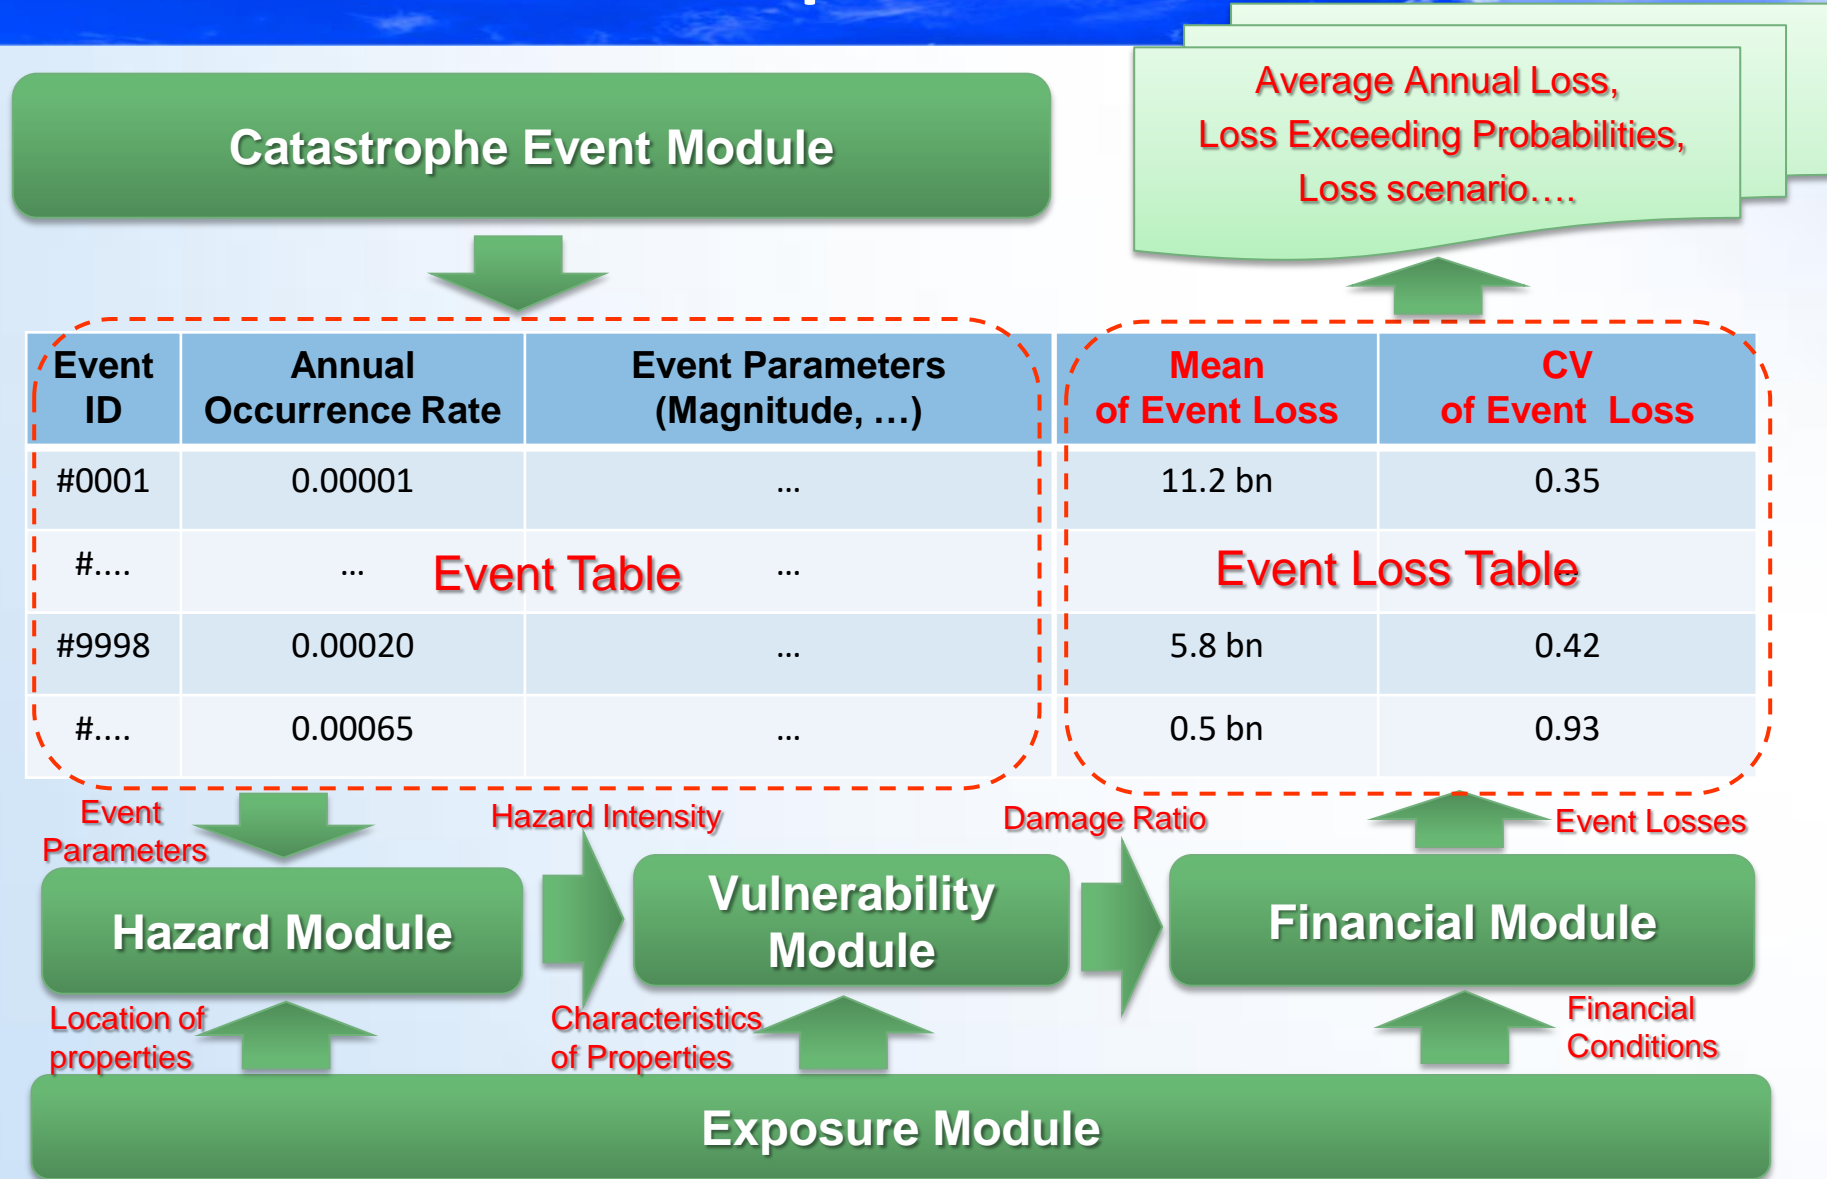 Catastrophe Event Module
Average Annual Loss,
Loss Exceeding Probabilities,
Loss scenario….
Event
ID
Annual
Occurrence Rate
Event Parameters
(Magnitude, …)
Mean
of Event Loss
CV
of Event  Loss
#0001
0.00001
...
11.2 bn
0.35
#....
...
Event Table
...
Event Loss Table
...
#9998
0.00020
...
5.8 bn
0.42
#....
0.00065
...
0.5 bn
0.93
Event
Parameters
Hazard Intensity
Damage Ratio
Event Losses
Hazard Module
Vulnerability
Module
Financial Module
Location of
properties
Characteristics
of Properties
Financial
Conditions
Exposure Module